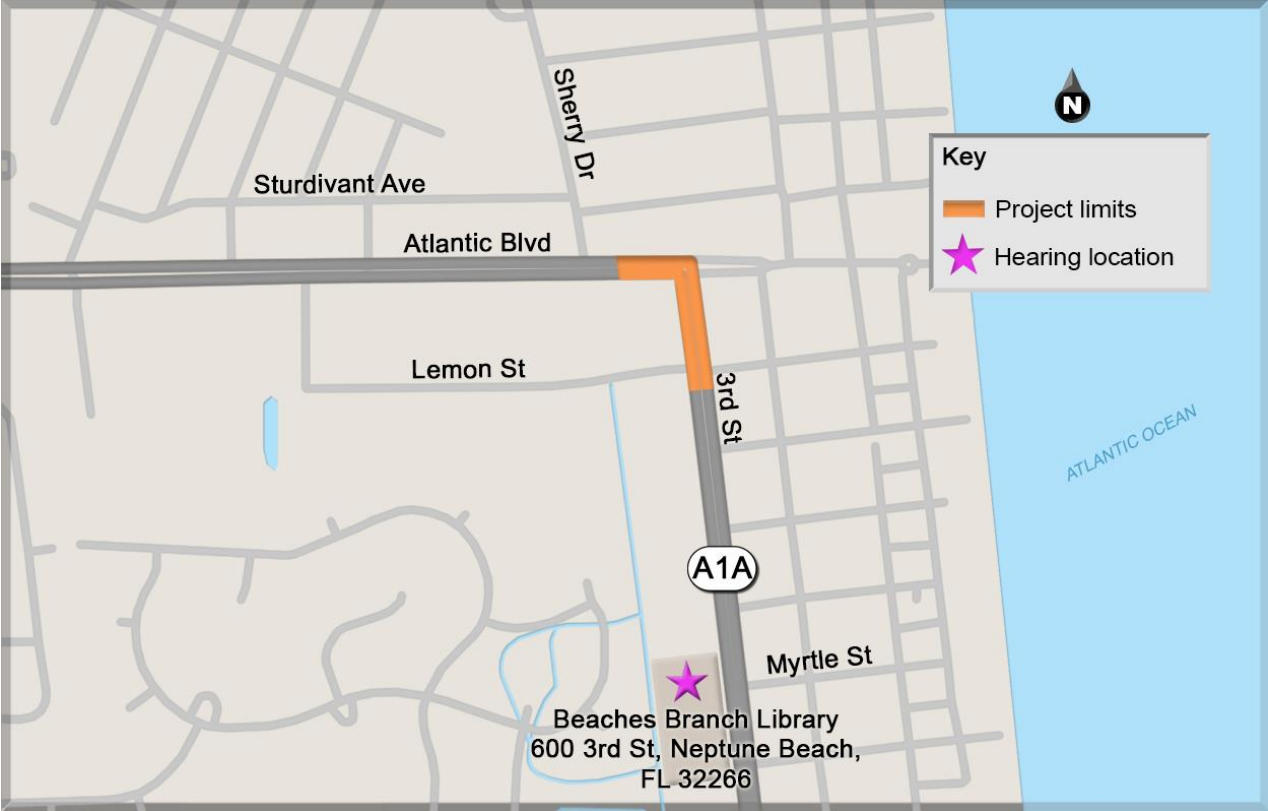 Sherry Dr
N
Key
Sturdivant Ave
Project limits
Atlantic Blvd
Hearing location
Lemon St
3rd St
ATLANTIC OCEAN
A1A
Myrtle St
Beaches Branch Library
600 3rd St, Neptune Beach,
FL 32266